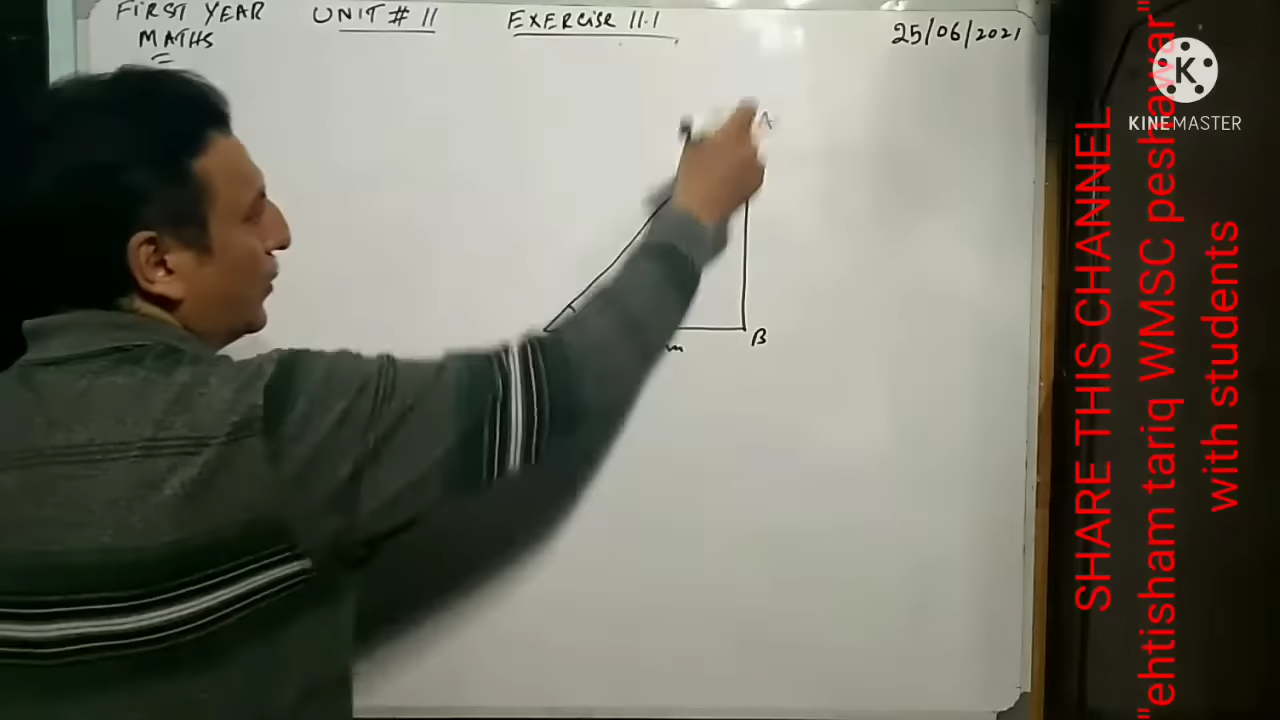 FIRST YEAR UNIT # 11 EXERCISE 11.1 25/06/2021
MATHS
A
B
m
KINEMASTER
K
SHARE THIS CHANNEL
"ehtisham tariq WMSC peshawar"
with students